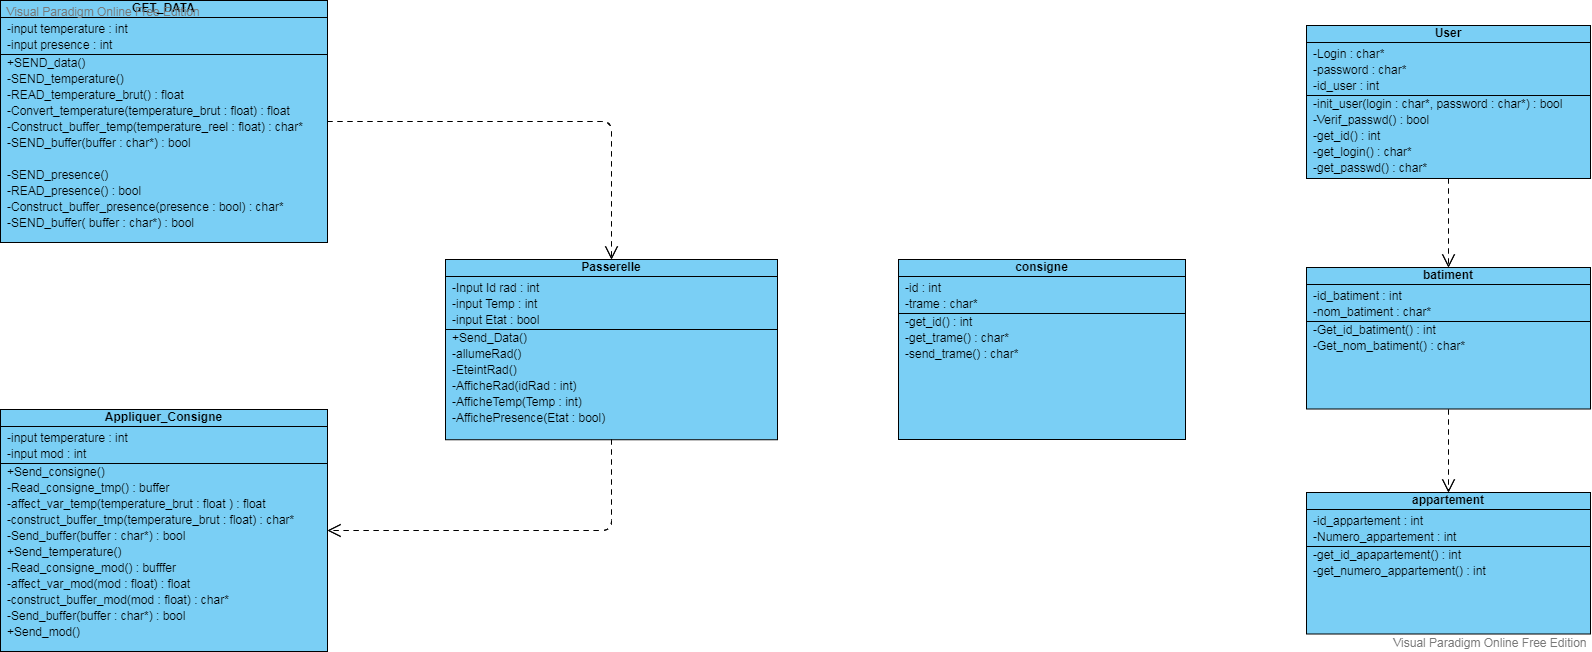 Visual Paradigm Online Free Edition
GET_DATA
-input temperature : int
-input presence : int
+SEND_data()
-SEND_temperature()
-READ_temperature_brut() : float
-Convert_temperature(temperature_brut : float) : float
-Construct_buffer_temp(temperature_reel : float) : char*
-SEND_buffer(buffer : char*) : bool
-SEND_presence()
-READ_presence() : bool
-Construct_buffer_presence(presence : bool) : char*
-SEND_buffer( buffer : char*) : bool
User
-Login : char*
-password : char*
-id_user : int
-init_user(login : char*, password : char*) : bool
-Verif_passwd() : bool
-get_id() : int
-get_login() : char*
-get_passwd() : char*
Passerelle
-Input Id rad : int
-input Temp : int
-input Etat : bool
+Send_Data()
-allumeRad()
-EteintRad()
-AfficheRad(idRad : int)
-AfficheTemp(Temp : int)
-AffichePresence(Etat : bool)
consigne
-id : int
-trame : char*
-get_id() : int
-get_trame() : char*
-send_trame() : char*
batiment
-id_batiment : int
-nom_batiment : char*
-Get_id_batiment() : int
-Get_nom_batiment() : char*
Appliquer_Consigne
-input temperature : int
-input mod : int
+Send_consigne()
-Read_consigne_tmp() : buffer
-affect_var_temp(temperature_brut : float ) : float
-construct_buffer_tmp(temperature_brut : float) : char*
-Send_buffer(buffer : char*) : bool
+Send_temperature()
-Read_consigne_mod() : bufffer
-affect_var_mod(mod : float) : float
-construct_buffer_mod(mod : float) : char*
-Send_buffer(buffer : char*) : bool
+Send_mod()
appartement
-id_appartement : int
-Numero_appartement : int
-get_id_apapartement() : int
-get_numero_appartement() : int
Visual Paradigm Online Free Edition